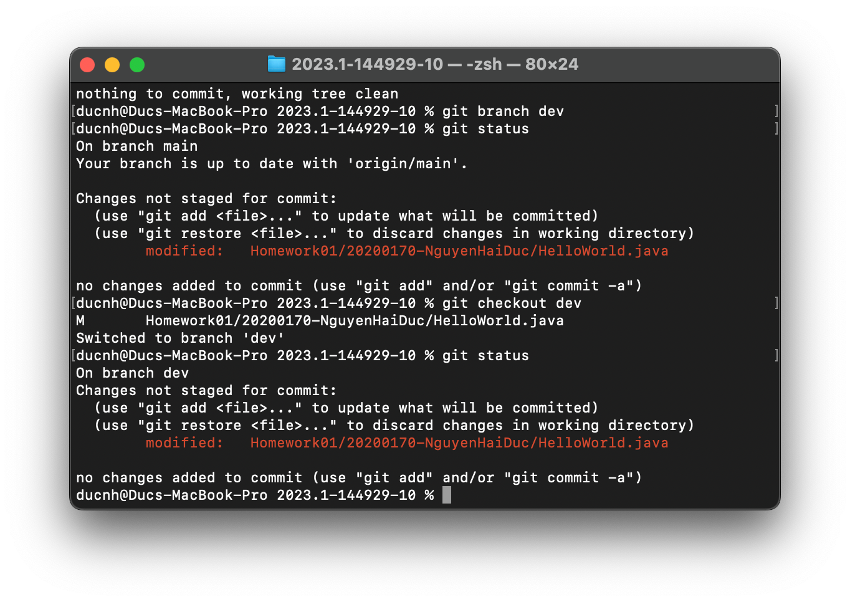 2023.1-144929-10 — -zsh — 80×24
nothing to commit, working tree clean
[ducnh@Ducs-MacBook-Pro 2023.1-144929-10 % git branch dev ]
[ducnh@Ducs-MacBook-Pro 2023.1-144929-10 % git status ]
On branch main
Your branch is up to date with 'origin/main'.

Changes not staged for commit:
  (use "git add <file>..." to update what will be committed)
  (use "git restore <file>..." to discard changes in working directory)
        modified:   Homework01/20200170-NguyenHaiDuc/HelloWorld.java

no changes added to commit (use "git add" and/or "git commit -a")
[ducnh@Ducs-MacBook-Pro 2023.1-144929-10 % git checkout dev ]
M       Homework01/20200170-NguyenHaiDuc/HelloWorld.java
Switched to branch 'dev'
[ducnh@Ducs-MacBook-Pro 2023.1-144929-10 % git status ]
On branch dev
Changes not staged for commit:
  (use "git add <file>..." to update what will be committed)
  (use "git restore <file>..." to discard changes in working directory)
        modified:   Homework01/20200170-NguyenHaiDuc/HelloWorld.java

no changes added to commit (use "git add" and/or "git commit -a")
ducnh@Ducs-MacBook-Pro 2023.1-144929-10 %